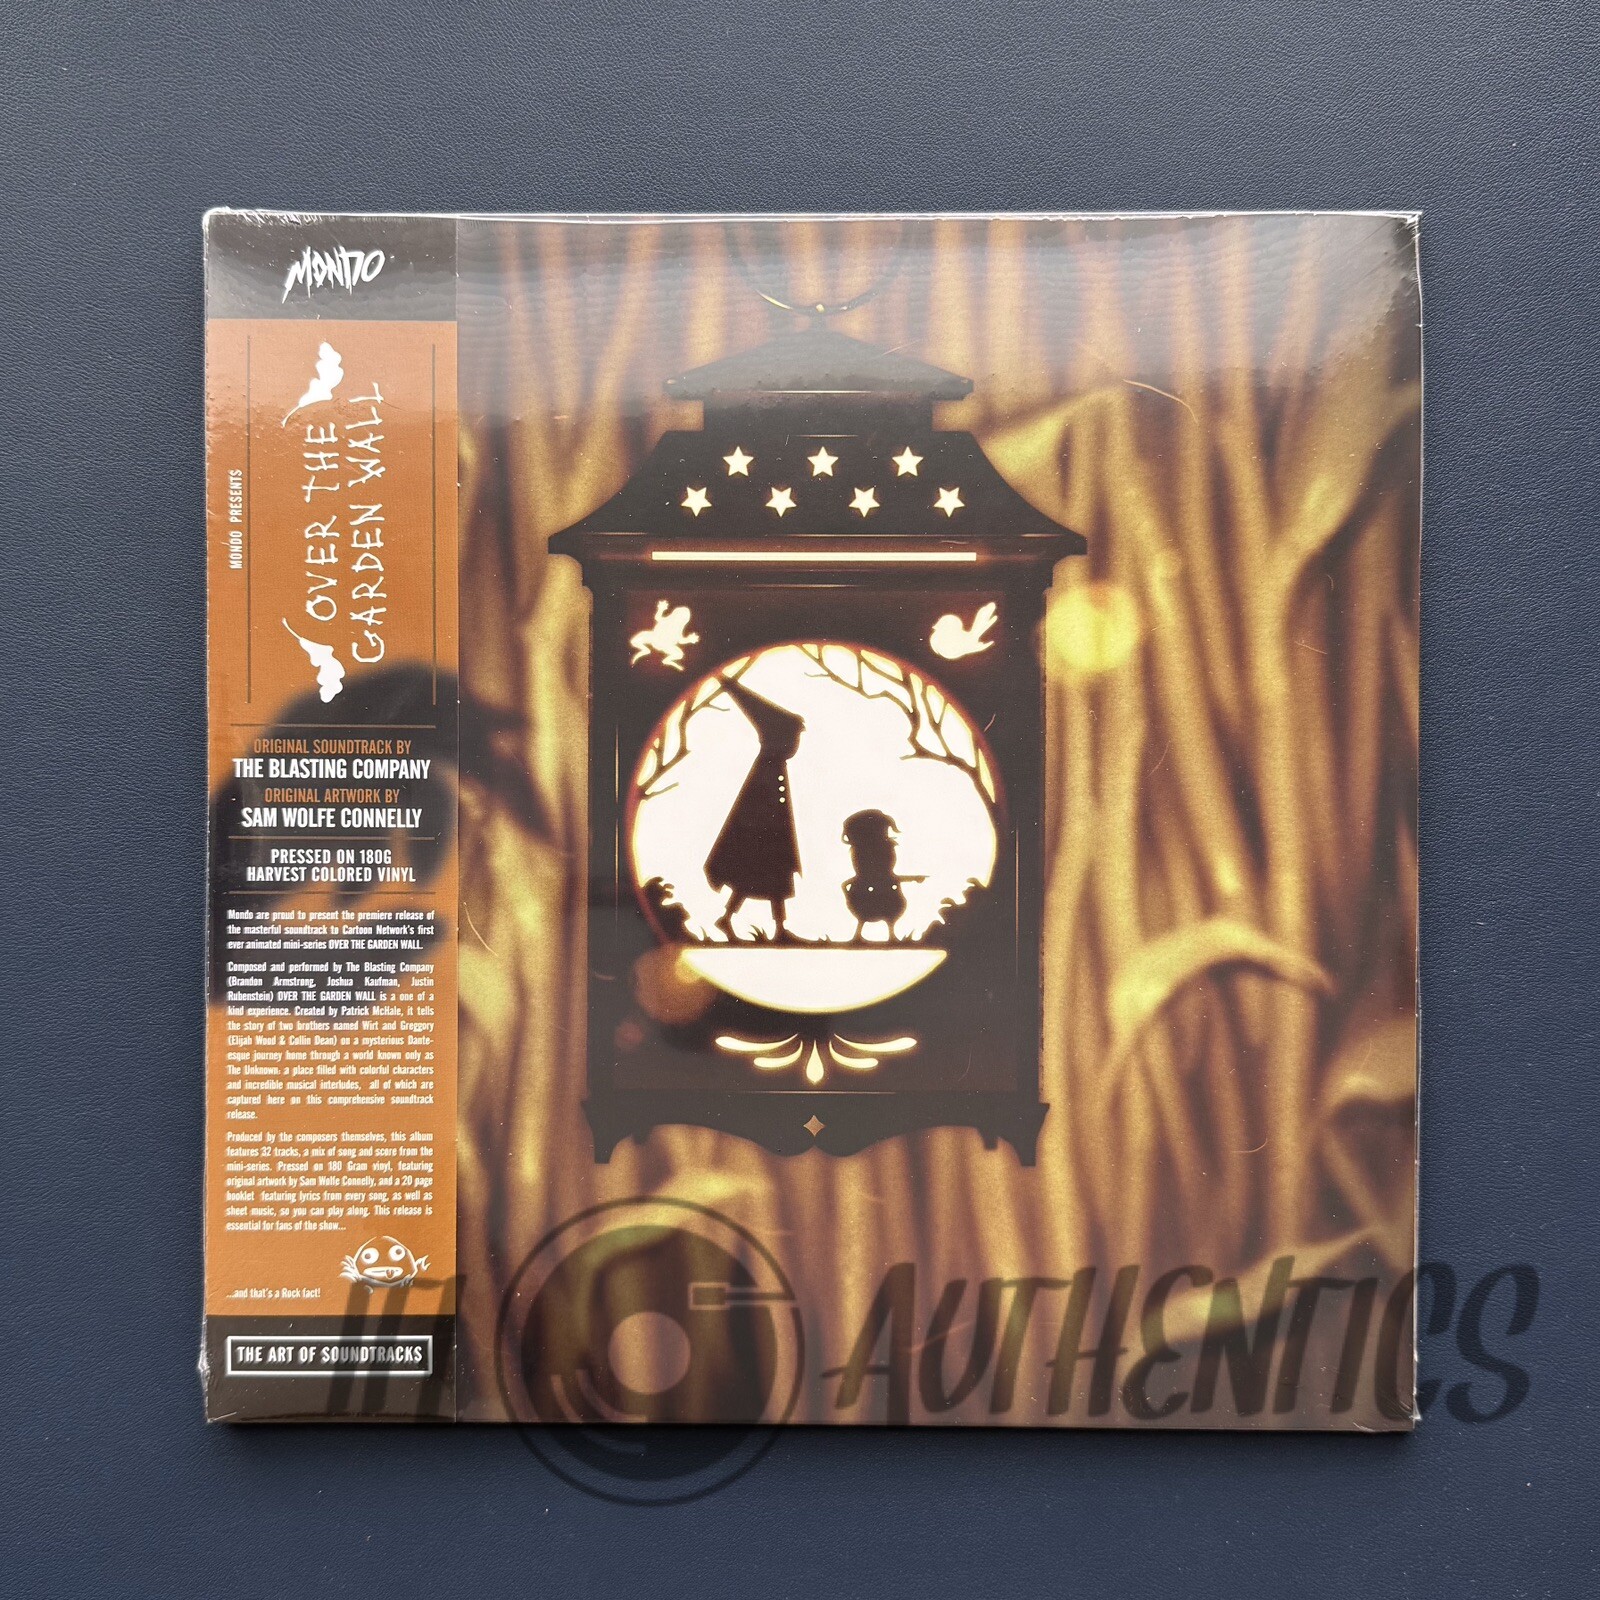 MONDO
MONDO PRESENTS
OVER THE
GARDEN WALL
ORIGINAL SOUNDTRACK BY
THE BLASTING COMPANY
ORIGINAL ARTWORK BY
SAM WOLFE CONNELLY
PRESSED ON 180G
HARVEST COLORED VINYL
Mondo are proud to present the premiere release of
the masterful soundtrack to Cartoon Network's first
ever animated mini-series OVER THE GARDEN WALL.
Composed and performed by The Blasting Company
(Brandon Armstrong, Joshua Kaufman, Justin
Rubenstein) OVER THE GARDEN WALL is a one of a
kind experience. Created by Patrick McHale, it tells
the story of two brothers named Wirt and Greggory
(Elijah Wood & Collin Dean) on a mysterious Dante-
esque journey home through a world known only as
The Unknown: a place filled with colorful characters
and incredible musical interludes, all of which are
captured here on this comprehensive soundtrack
release.
Produced by the composers themselves, this album
features 32 tracks, a mix of song and score from the
mini-series. Pressed on 180 Gram vinyl, featuring
original artwork by Sam Wolfe Connelly, and a 20 page
booklet featuring lyrics from every song, as well as
sheet music, so you can play along. This release is
essential for fans of the show...
...and that's a Rock fact!
THE ART OF SOUNDTRACKS
AUTHENTICS